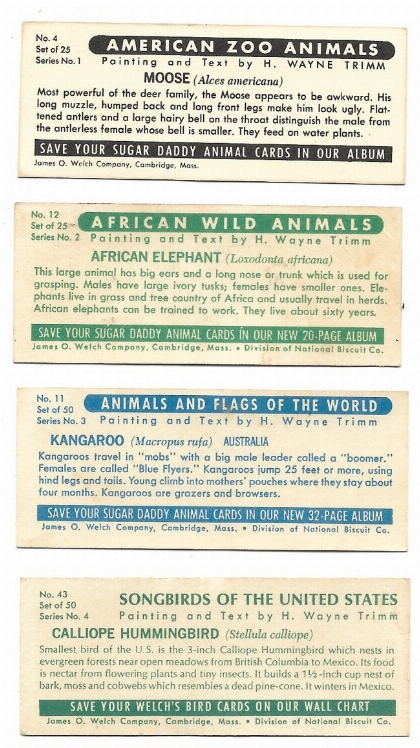 No. 4
Set of 25
Series No. 1
AMERICAN ZOO ANIMALS
Painting and Text by H. WAYNE TRIMM
MOOSE (Alces americana)
Most powerful of the deer family, the Moose appears to be awkward. His
long muzzle, humped back and long front legs make him look ugly. Flat-
tened antlers and a large hairy bell on the throat distinguish the male from
the antlerless female whose bell is smaller. They feed on water plants.
SAVE YOUR SUGAR DADDY ANIMAL CARDS IN OUR ALBUM
James O. Welch Company, Cambridge, Mass.
No. 12
Set of 25
Series No. 2
AFRICAN WILD ANIMALS
Painting and Text by H. Wayne Trimm
AFRICAN ELEPHANT (Loxodonta africana)
This large animal has big ears and a long nose or trunk which is used for
grasping. Males have large ivory tusks; females have smaller ones. Ele-
phants live in grass and tree country of Africa and usually travel in herds.
African elephants can be trained to work. They live about sixty years.
SAVE YOUR SUGAR DADDY ANIMAL CARDS IN OUR NEW 20-PAGE ALBUM
James O. Welch Company, Cambridge, Mass. • Division of National Biscuit Co.
No. 11
Set of 50
Series No. 3
ANIMALS AND FLAGS OF THE WORLD
Painting and Text by H. Wayne Trimm
KANGAROO (Macropus rufa) AUSTRALIA
Kangaroos travel in "mobs" with a big male leader called a "boomer."
Females are called "Blue Flyers." Kangaroos jump 25 feet or more, using
hind legs and tails. Young climb into mothers' pouches where they stay about
four months. Kangaroos are grazers and browsers.
SAVE YOUR SUGAR DADDY ANIMAL CARDS IN OUR NEW 32-PAGE ALBUM
James O. Welch Company, Cambridge, Mass. • Division of National Biscuit Co.
No. 43
Set of 50
Series No. 4
SONGBIRDS OF THE UNITED STATES
Painting and Text by H. Wayne Trimm
CALLIOPE HUMMINGBIRD (Stellula calliope)
Smallest bird of the U.S. is the 3-inch Calliope Hummingbird which nests in
evergreen forests near open meadows from British Columbia to Mexico. Its food
is nectar from flowering plants and tiny insects. It builds a 1½-inch cup nest of
bark, moss and cobwebs which resembles a dead pine-cone. It winters in Mexico.
SAVE YOUR WELCH'S BIRD CARDS ON OUR WALL CHART
James O. Welch Company, Cambridge, Mass. • Division of National Biscuit Co.